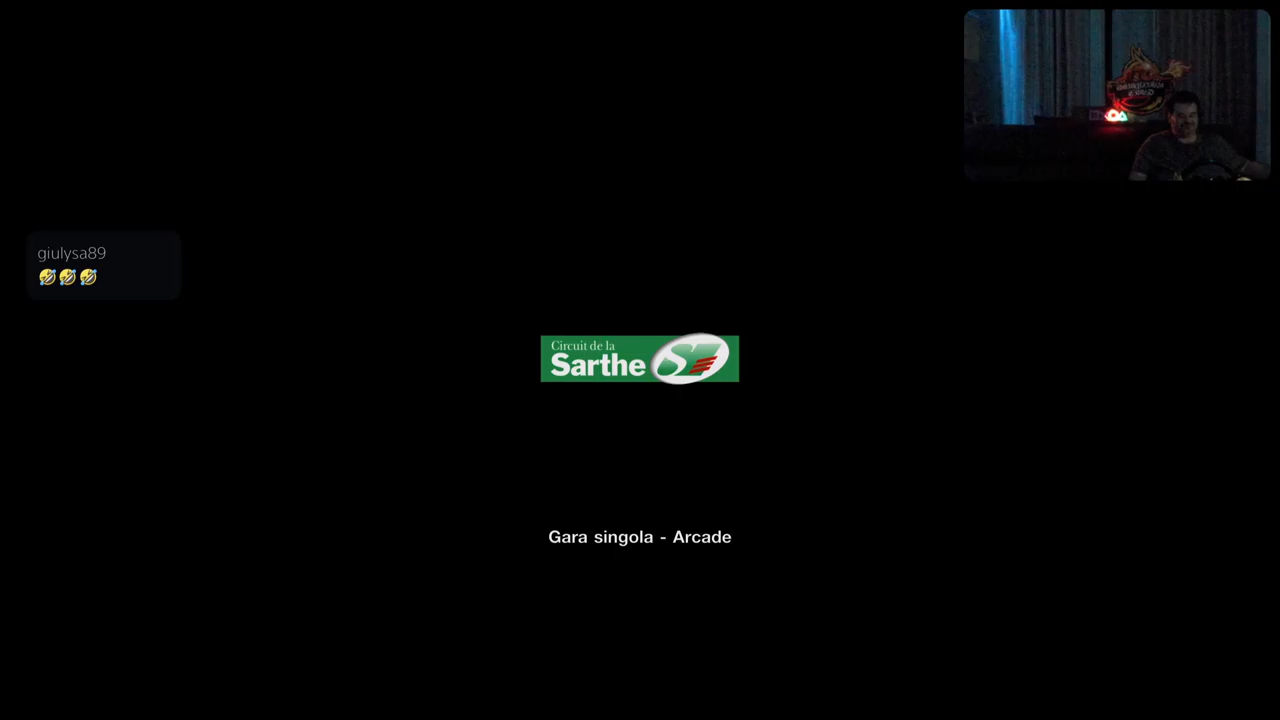 giulysa89
🤣🤣🤣
Circuit de la
Sarthe
Gara singola - Arcade